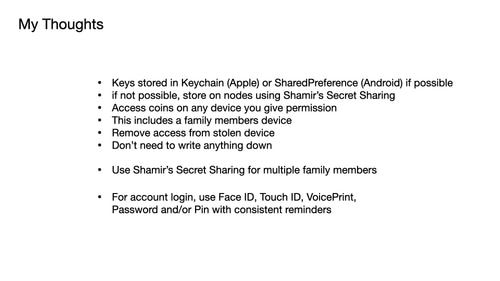 My Thoughts
• Keys stored in Keychain (Apple) or SharedPreference (Android) if possible
• if not possible, store on nodes using Shamir’s Secret Sharing
• Access coins on any device you give permission
• This includes a family members device
• Remove access from stolen device
• Don’t need to write anything down
• Use Shamir’s Secret Sharing for multiple family members
• For account login, use Face ID, Touch ID, VoicePrint,
Password and/or Pin with consistent reminders